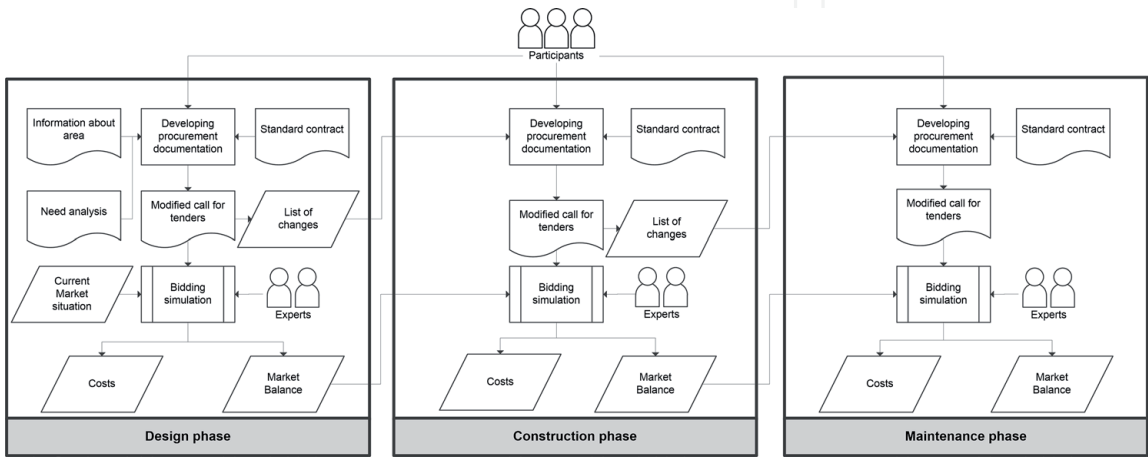 Participants
Information about
area
Developing
procurement
documentation
Standard contract
Need analysis
Modified call for
tenders
List of
changes
Current
Market
situation
Bidding
simulation
Experts
Costs
Market
Balance
Design phase
Developing
procurement
documentation
Standard contract
Modified call for
tenders
List of
changes
Bidding
simulation
Experts
Costs
Market
Balance
Construction phase
Developing
procurement
documentation
Standard contract
Modified call for
tenders
Bidding
simulation
Experts
Costs
Market
Balance
Maintenance phase